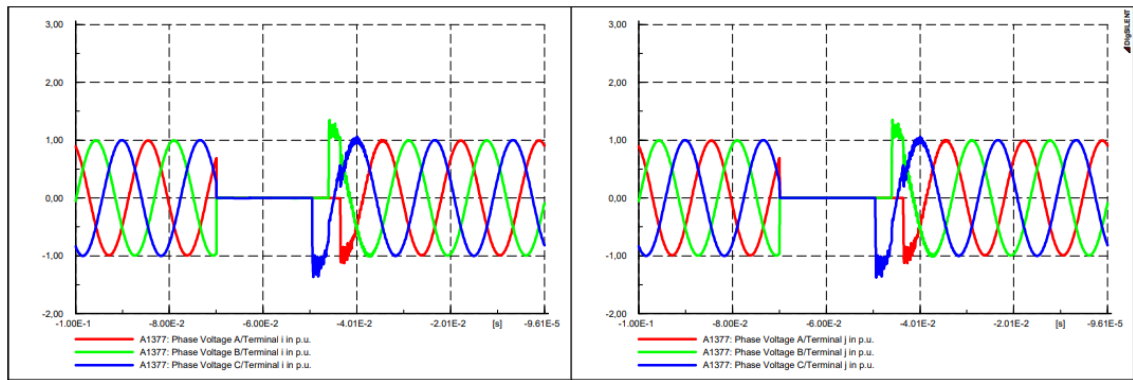 3,00
2,00
1,00
0,00
-1,00
-2,00
-1.00E-1 -8.00E-2 -6.00E-2 -4.01E-2 -2.01E-2 [s] -9.61E-5
A1377: Phase Voltage A/Terminal i in p.u.
A1377: Phase Voltage B/Terminal i in p.u.
A1377: Phase Voltage C/Terminal i in p.u.
3,00
2,00
1,00
0,00
-1,00
-2,00
-1.00E-1 -8.00E-2 -6.00E-2 -4.01E-2 -2.01E-2 [s] -9.61E-5
A1377: Phase Voltage A/Terminal j in p.u.
A1377: Phase Voltage B/Terminal j in p.u.
A1377: Phase Voltage C/Terminal j in p.u.
DIgSILENT